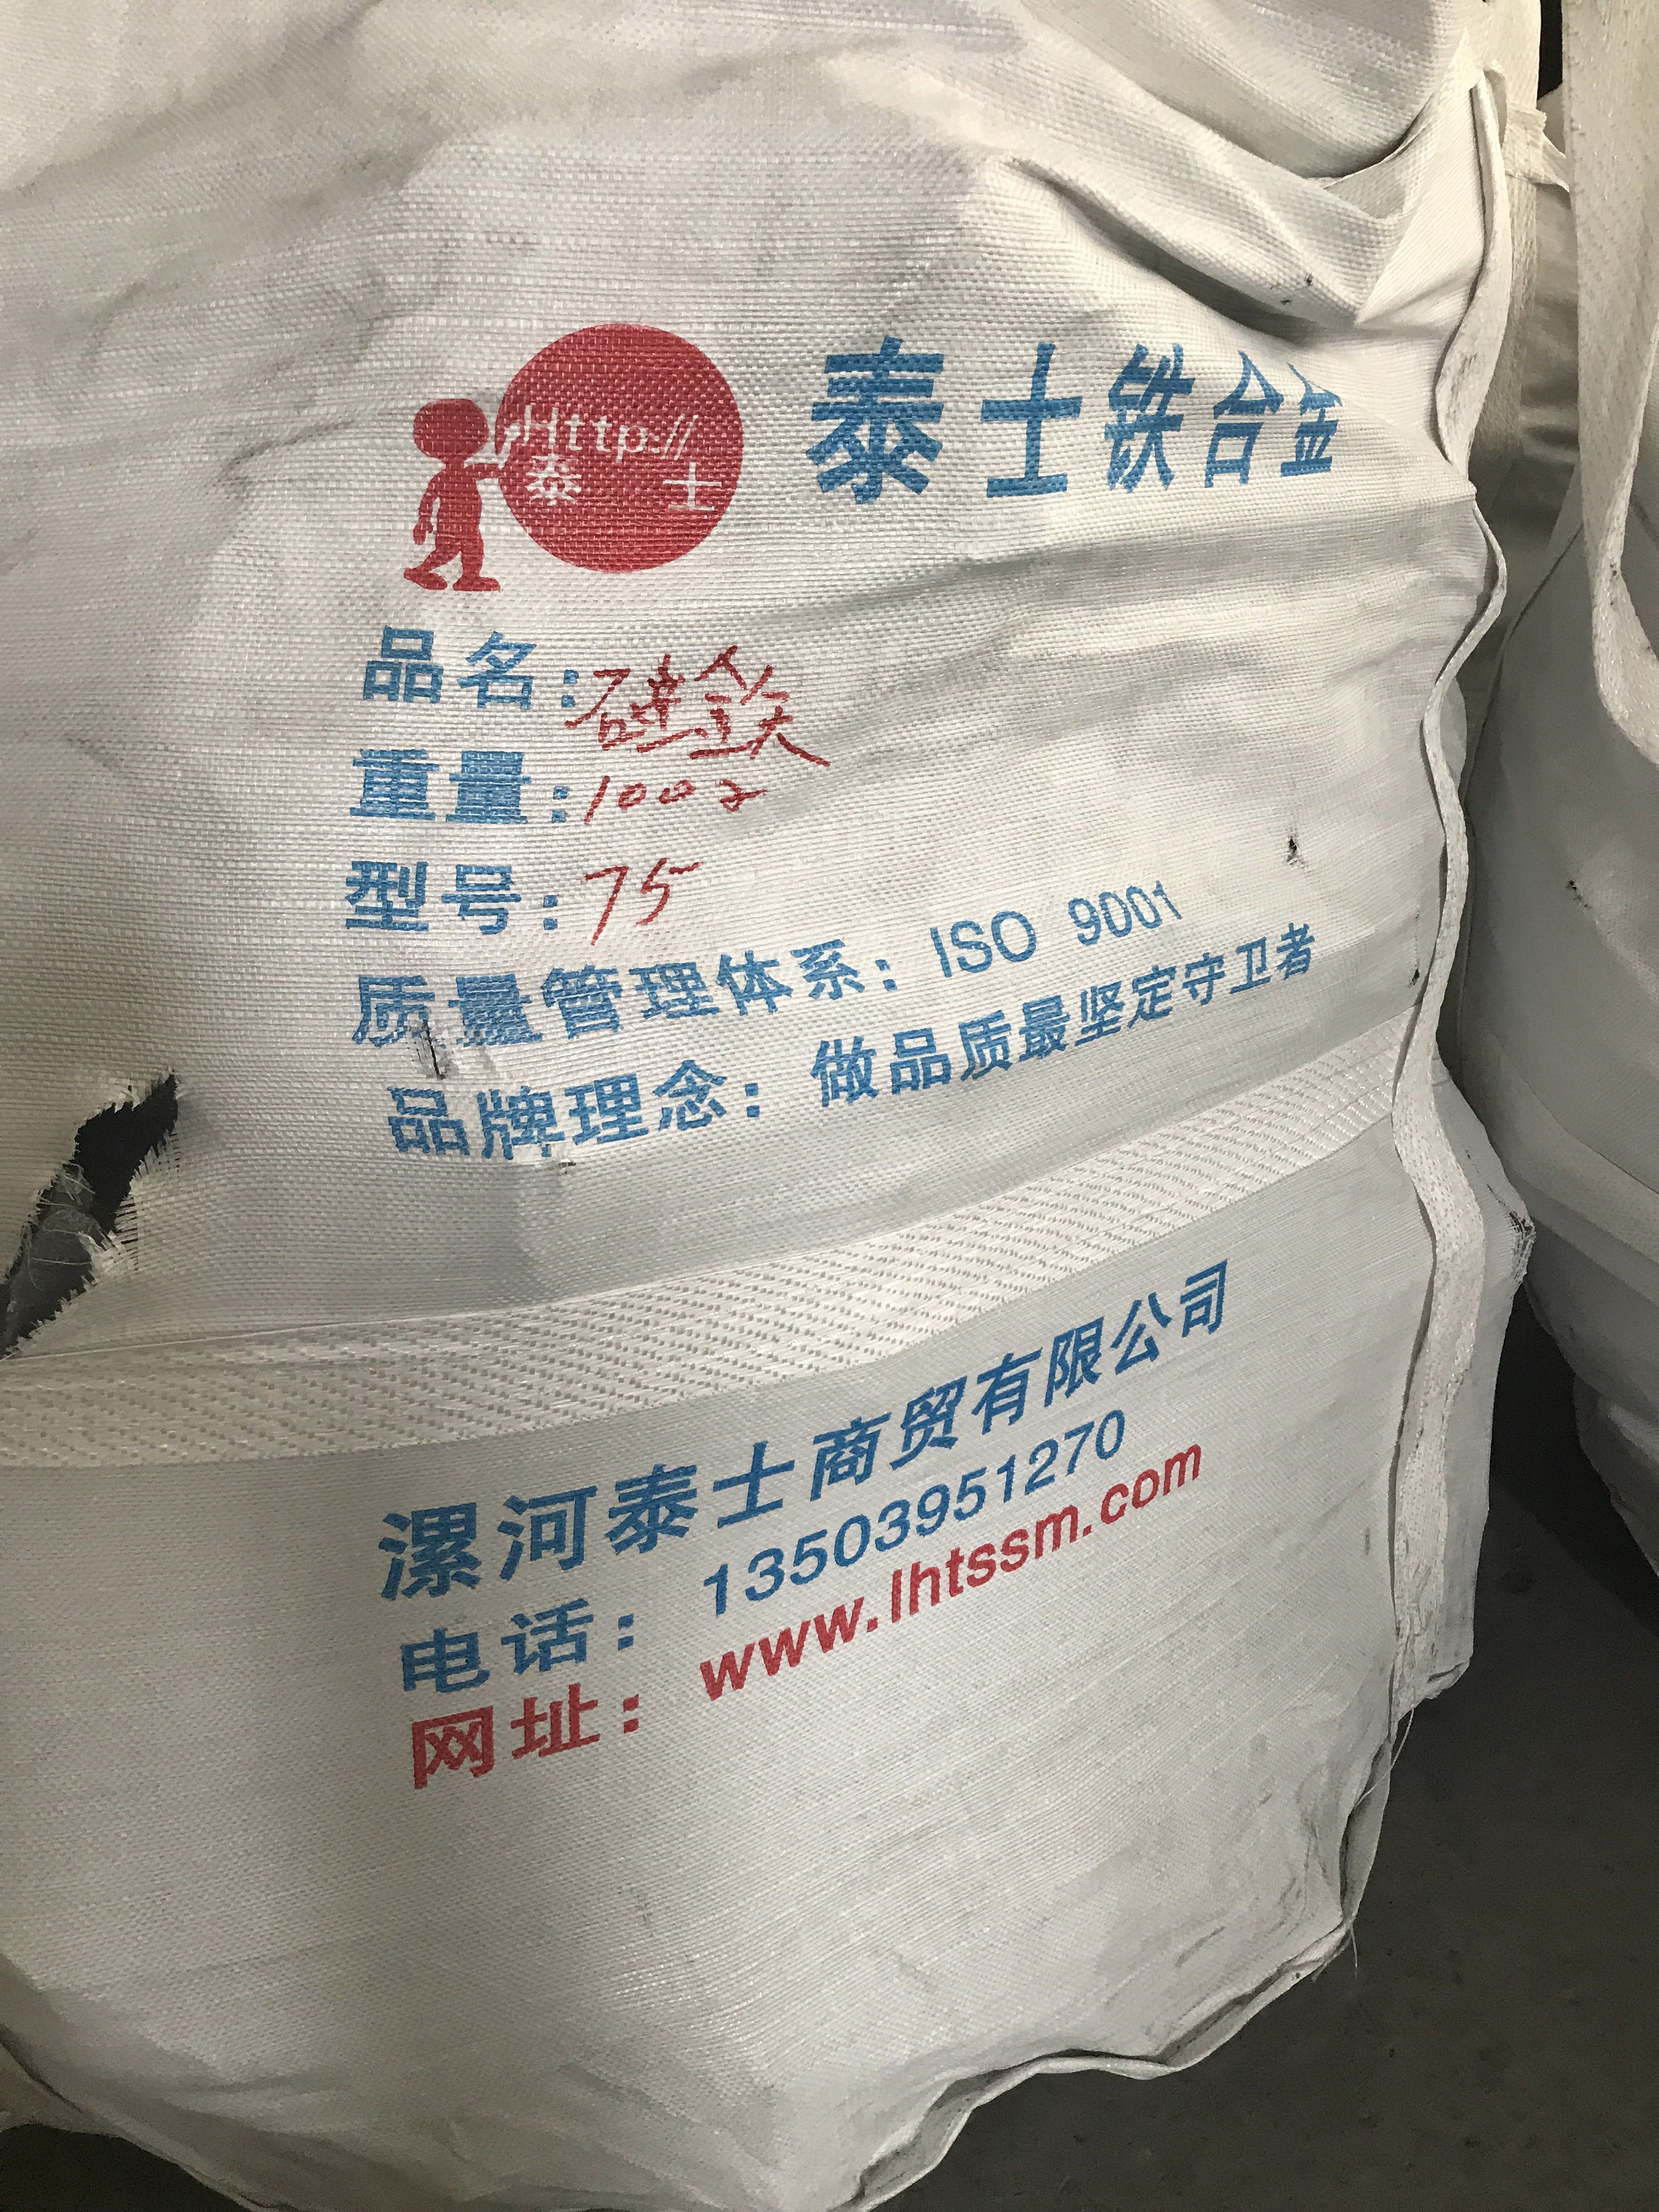 Http://
泰士
泰士铁合金
品名:硅铁
重量:1002
型号:75
质量管理体系: ISO 9001
品牌理念: 做品质最坚定守卫者
漯河泰士商贸有限公司
电话: 13503951270
网址: www.lhtssm.com